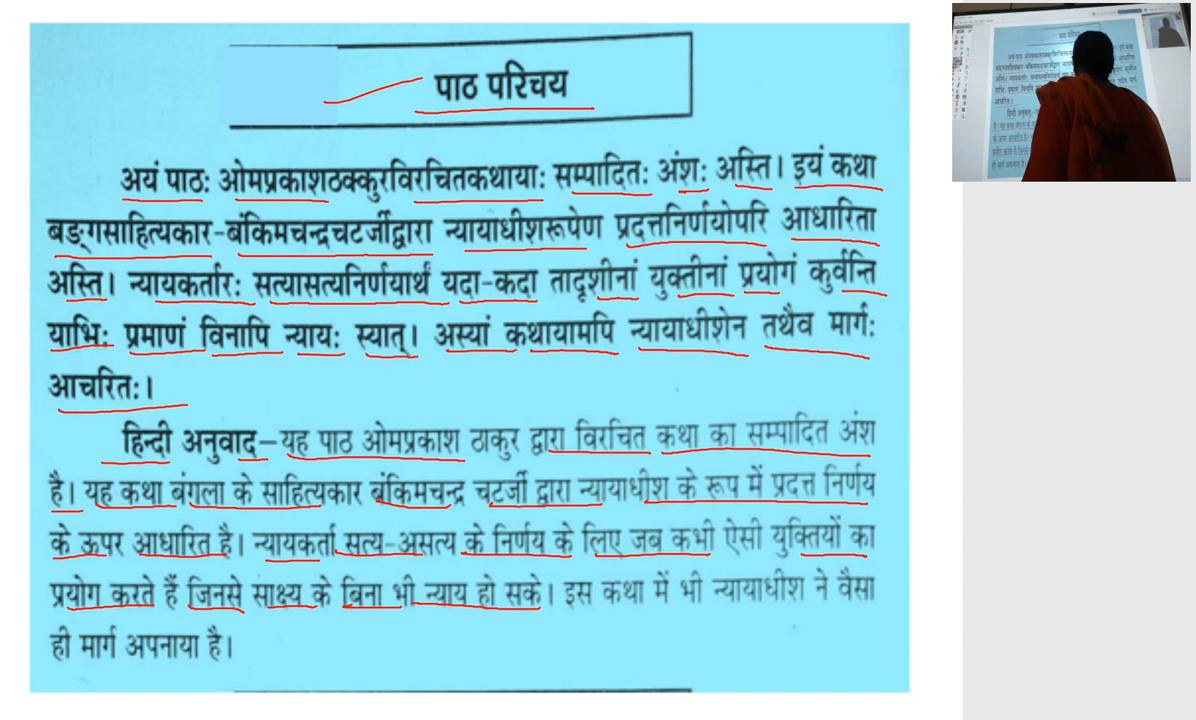 पाठ परिचय
अयं पाठः ओमप्रकाशठक्कुरविरचितकथायाः सम्पादितः अंशः अस्ति। इयं कथा
बङ्गसाहित्यकार-बंकिमचन्द्रचटर्जीद्वारा न्यायाधीशरूपेण प्रदत्तनिर्णयोपरि आधारिता
अस्ति। न्यायकर्तारः सत्यासत्यनिर्णयार्थं यदा-कदा तादृशीनां युक्तीनां प्रयोगं कुर्वन्ति
याभिः प्रमाणं विनापि न्यायः स्यात्। अस्यां कथायामपि न्यायाधीशेन तथैव मार्गः
आचरितः।
हिन्दी अनुवाद–यह पाठ ओमप्रकाश ठाकुर द्वारा विरचित कथा का सम्पादित अंश
है। यह कथा बंगला के साहित्यकार बंकिमचन्द्र चटर्जी द्वारा न्यायाधीश के रूप में प्रदत्त निर्णय
के ऊपर आधारित है। न्यायकर्ता सत्य-असत्य के निर्णय के लिए जब कभी ऐसी युक्तियों का
प्रयोग करते हैं जिनसे साक्ष्य के बिना भी न्याय हो सके। इस कथा में भी न्यायाधीश ने वैसा
ही मार्ग अपनाया है।